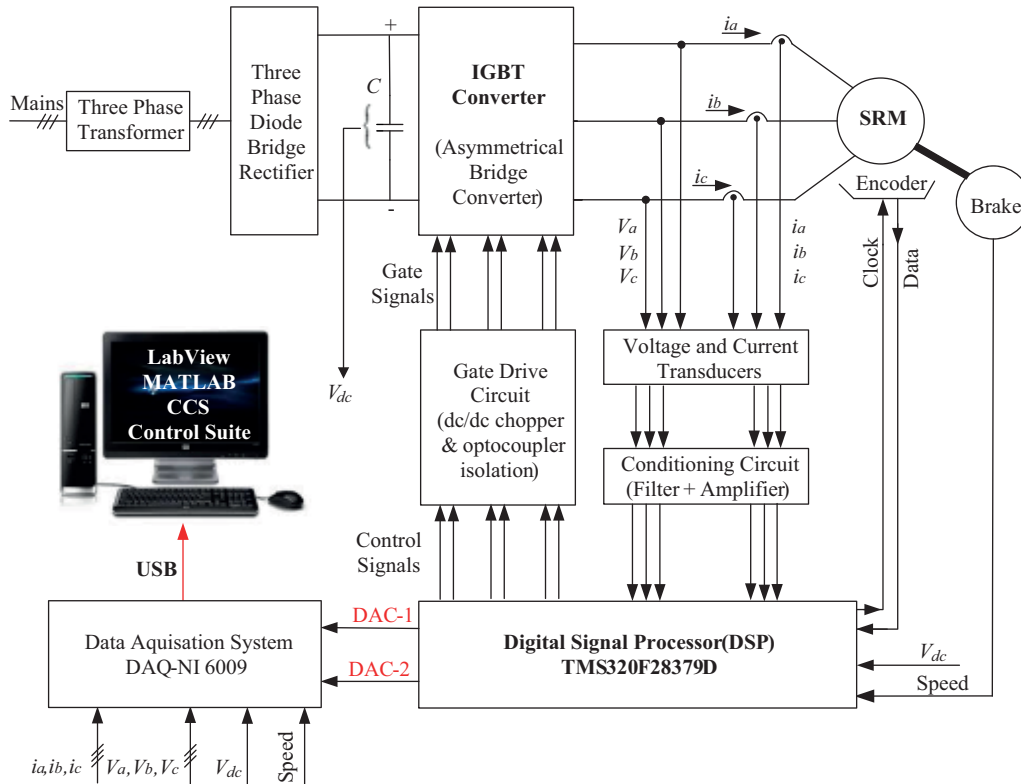 Mains
Three Phase
Transformer
Three
Phase
Diode
Bridge
Rectifier
+
C
-
Vdc
IGBT
Converter
(Asymmetrical
Bridge
Converter)
ia
ib
ic
SRM
Encoder
Brake
Clock
Data
Va
Vb
Vc
ia
ib
ic
Gate
Signals
Gate Drive
Circuit
(dc/dc chopper
& optocoupler
isolation)
Voltage and Current
Transducers
Conditioning Circuit
(Filter + Amplifier)
LabView
MATLAB
CCS
Control Suite
Control
Signals
USB
Data Aquisation System
DAQ-NI 6009
DAC-1
DAC-2
Digital Signal Processor(DSP)
TMS320F28379D
Vdc
Speed
ia,ib,ic
Va,Vb,Vc
Vdc
Speed